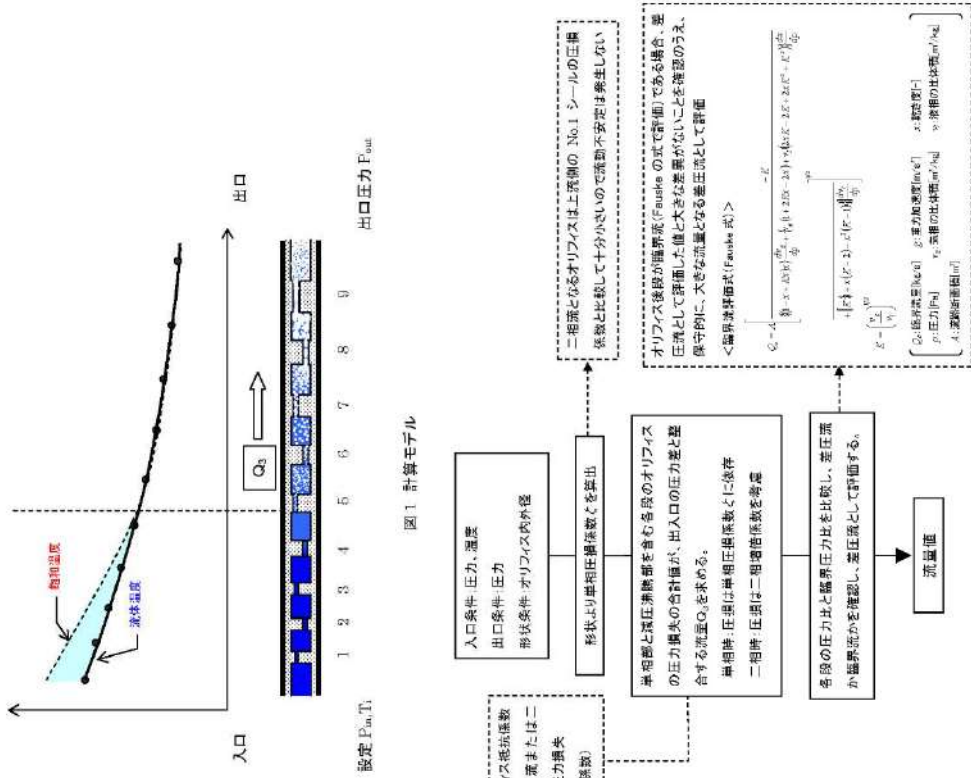 飽和温度
流体温度
入口
出口
Q₃
1 2 3 4 5 6 7 8 9
設定 Pin,Ti
出口圧力 Pout
図1 計算モデル
入口条件:圧力、温度
出口条件:圧力
形状条件:オリフィス内外径
形状より単相圧損係数ζを算出
二相流となるオリフィスは上流側の No.1 シールの圧損
係数と比較して十分小さいので流動不安定は発生しない
ィス抵抗係数
流または二
力損失
係数)
単相部と減圧沸騰部を含む各段のオリフィス
の圧力損失の合計値が、出入口の圧力差と整
合する流量Q₃を求める。
単相時:圧損は単相圧損係数ζに依存
二相時:圧損は二相増倍係数を考慮
オリフィス後段が臨界流(Fauske の式で評価)である場合、差
圧流として評価した値と大きな差異がないことを確認のうえ、
保守的に、大きな流量となる差圧流として評価
<臨界流評価式(Fauske 式)>
Qc:臨界流量[kg/s] g:重力加速度[m/s²] x:乾き度[-]
p:圧力[Pa] vg:気相の比体積[m³/kg] vl:液相の比体積[m³/kg]
A:流路断面積[m²]
各段の圧力比と臨界圧力比を比較し、差圧流
か臨界流かを確認し、差圧流として評価する。
流量値